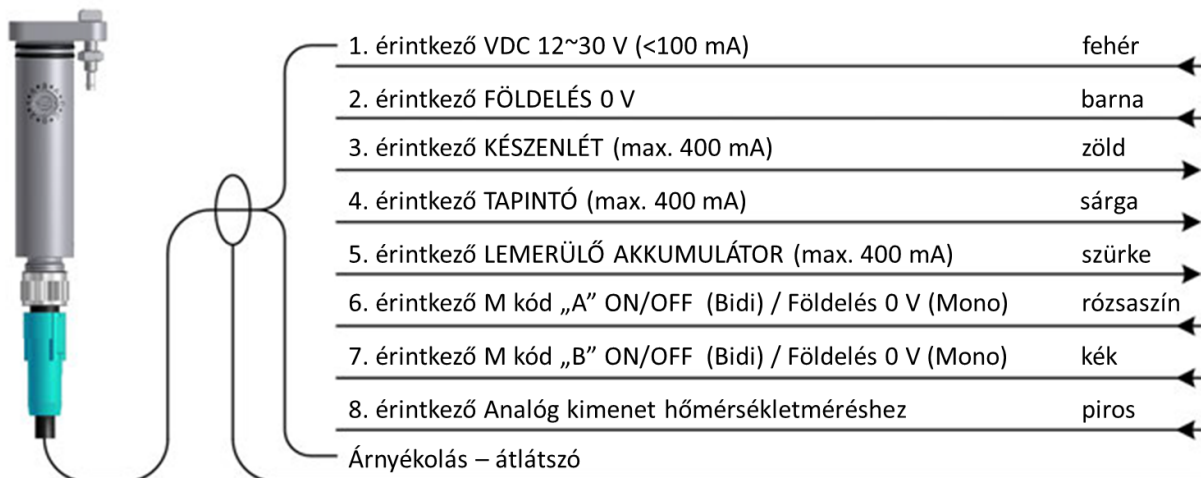 1. érintkező VDC 12~30 V (<100 mA) fehér
2. érintkező FÖLDELÉS 0 V barna
3. érintkező KÉSZENLÉT (max. 400 mA) zöld
4. érintkező TAPINTÓ (max. 400 mA) sárga
5. érintkező LEMERÜLŐ AKKUMULÁTOR (max. 400 mA) szürke
6. érintkező M kód „A” ON/OFF (Bidi) / Földelés 0 V (Mono) rózsaszín
7. érintkező M kód „B” ON/OFF (Bidi) / Földelés 0 V (Mono) kék
8. érintkező Analóg kimenet hőmérsékletméréshez piros
Árnyékolás – átlátszó